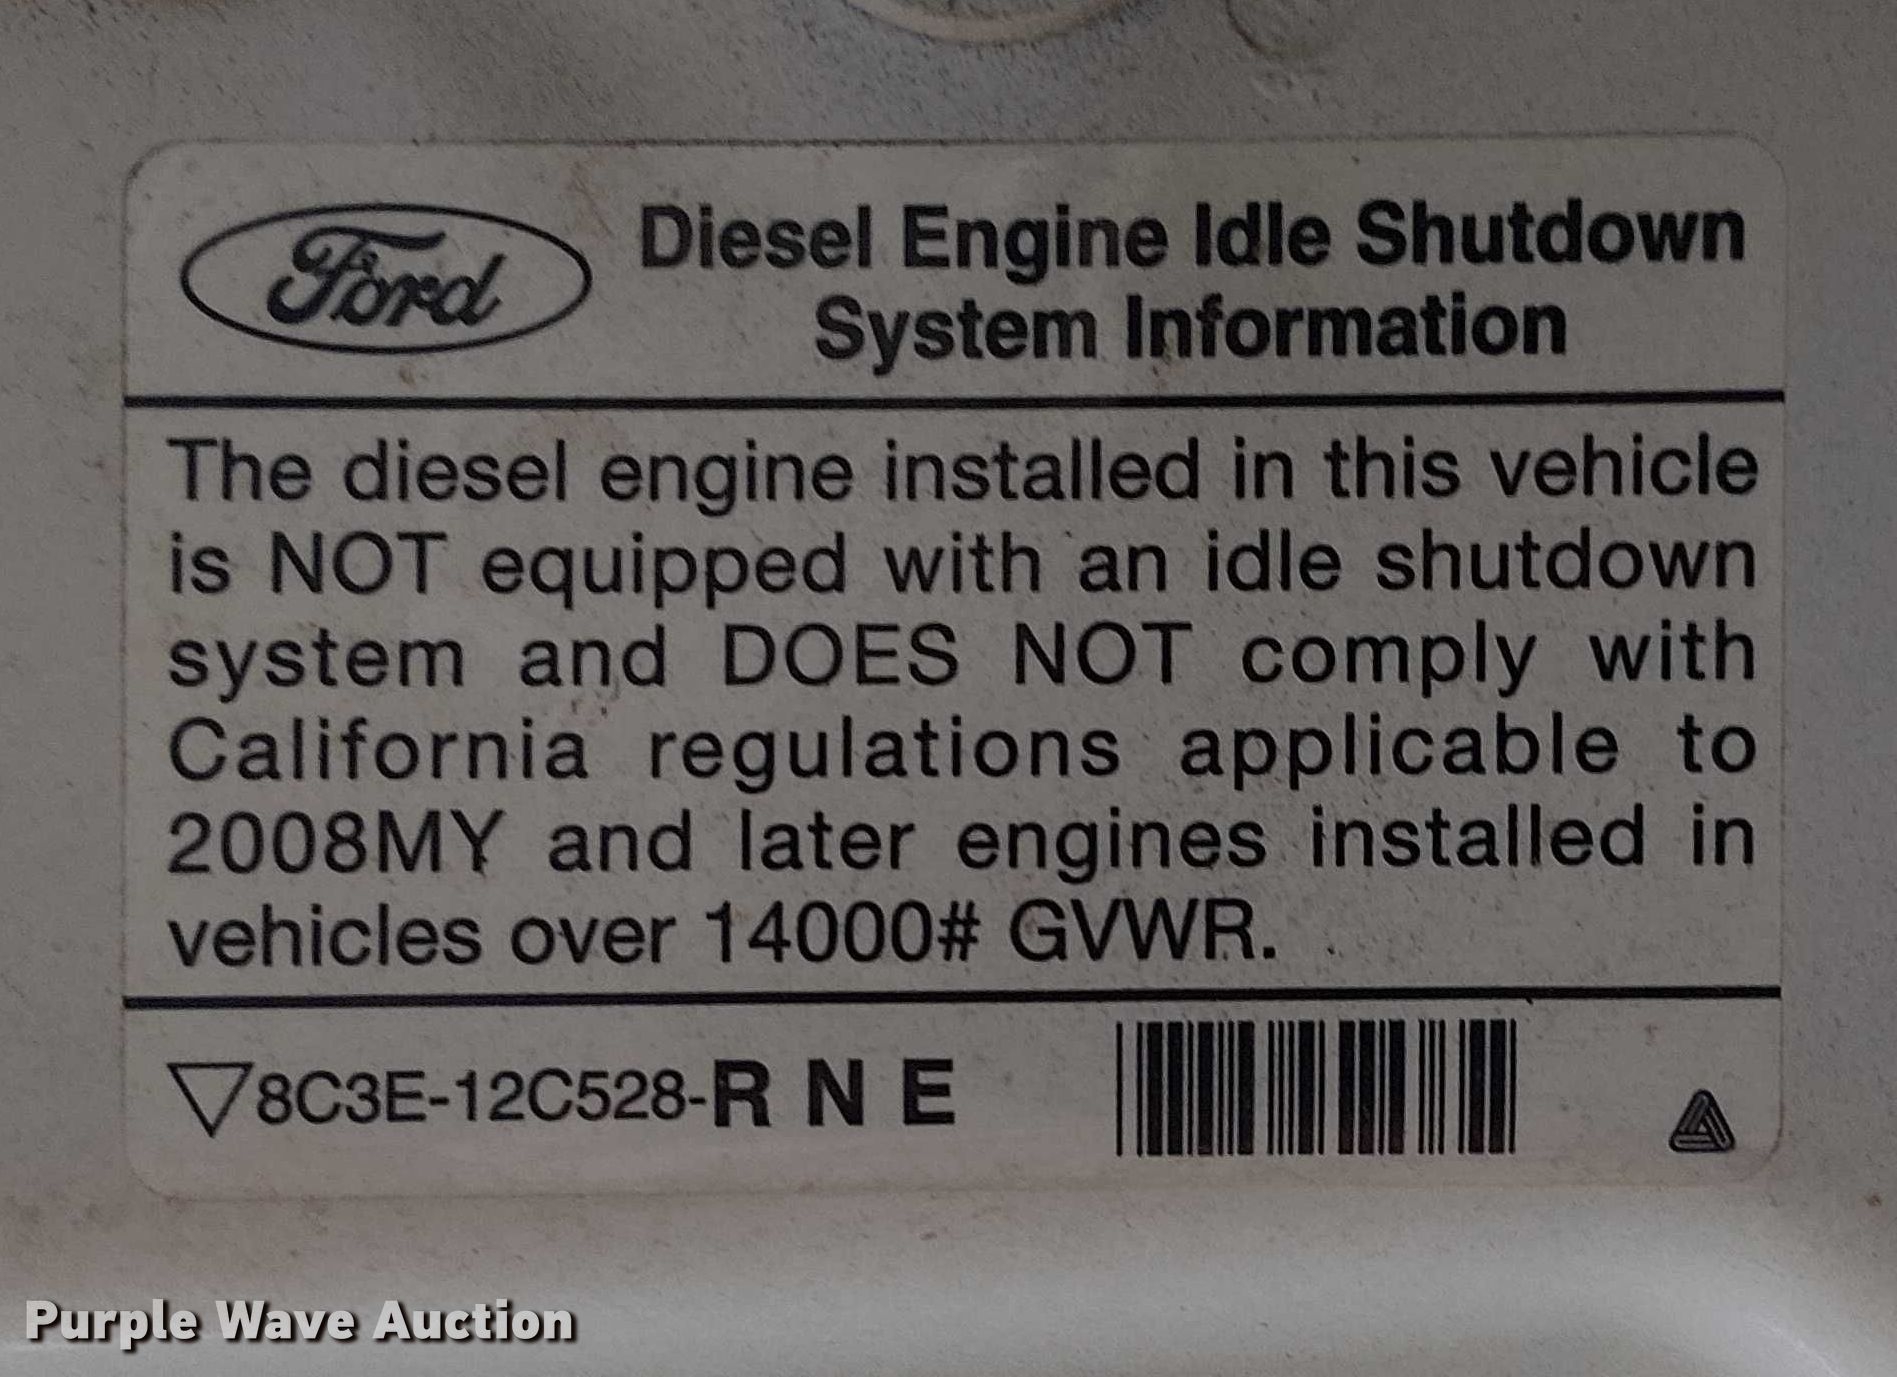 Ford
Diesel Engine Idle Shutdown
System Information
The diesel engine installed in this vehicle
is NOT equipped with an idle shutdown
system and DOES NOT comply with
California regulations applicable to
2008MY and later engines installed in
vehicles over 14000# GVWR.
8C3E-12C528-R N E
Purple Wave Auction